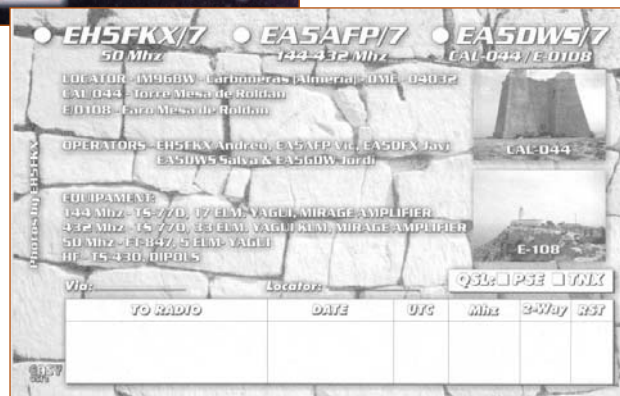 EH5FKX/7 EA5AFP/7 EA5DWS/7
50 Mhz 144-432 Mhz CAL-044 / E-0108
LOCATOR - IM96BW - Carboneras (Almeria) - DME - 04032
CAL-044 - Torre Mesa de Roldan
E-0108 - Faro Mesa de Roldan
OPERATORS - EH5FKX Andreu, EA5AFP Vic, EA5DFX Javi
EA5DWS Salva & EA5GDW Jordi
CAL-044
Photos by EH5FKX
EQUIPAMENT:
144 Mhz - TS-770, 17 ELM. YAGUI, MIRAGE AMPLIFIER
432 Mhz - TS 770, 33 ELM. YAGUI KLM, MIRAGE AMPLIFIER
50 Mhz - FT-847, 5 ELM- YAGUI
HF - TS-430, DIPOLS
E-108
Via: Locator: QSL: PSE TNX
TO RADIO DATE UTC Mhz 2-Way RST